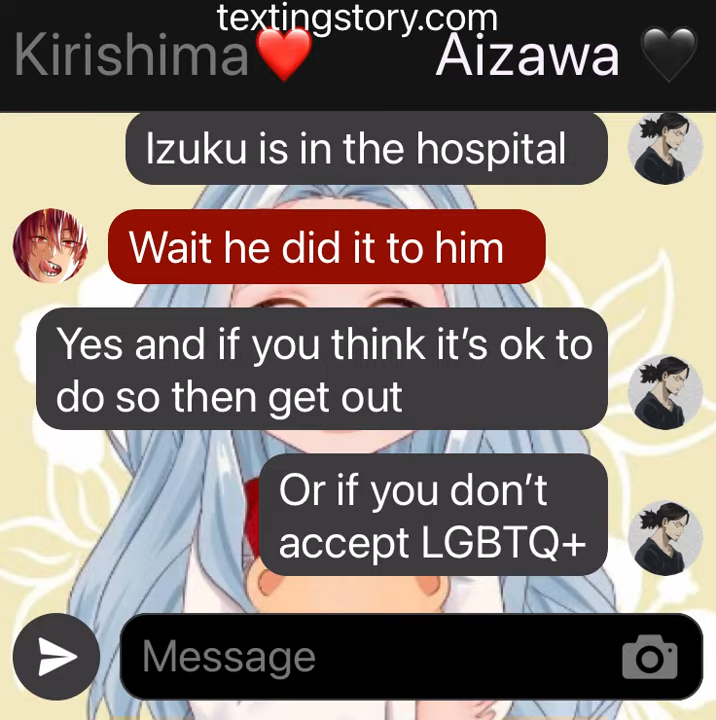 textingstory.com
Kirishima❤️ Aizawa 🖤
Izuku is in the hospital
Wait he did it to him
Yes and if you think it’s ok to
do so then get out
Or if you don’t
accept LGBTQ+
Message